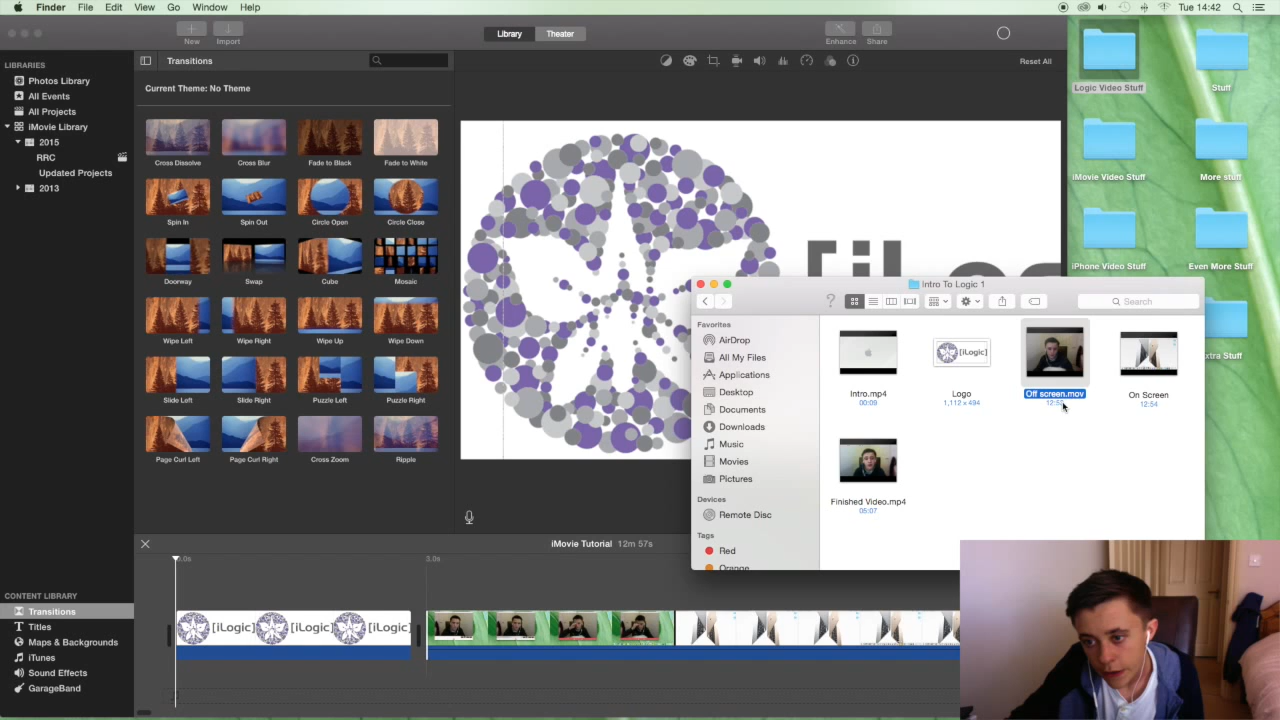 Finder File Edit View Go Window Help
Tue 14:42
New Import
Library Theater
Enhance Share
LIBRARIES
Photos Library
All Events
All Projects
iMovie Library
2015
RRC
Updated Projects
2013
Transitions
Reset All
Current Theme: No Theme
Cross Dissolve Cross Blur Fade to Black Fade to White
Spin In Spin Out Circle Open Circle Close
Doorway Swap Cube Mosaic
Wipe Left Wipe Right Wipe Up Wipe Down
Slide Left Slide Right Puzzle Left Puzzle Right
Page Curl Left Page Curl Right Cross Zoom Ripple
Logic Video Stuff Stuff
iMovie Video Stuff More stuff
iPhone Video Stuff Even More Stuff
Intro To Logic 1
Search
Favorites
AirDrop
All My Files
Applications
Desktop
Documents
Downloads
Music
Movies
Pictures
Devices
Remote Disc
Tags
Red
Orange
Intro.mp4
00:09
Logo
1,112 × 494
[iLogic]
Off screen.mov
On Screen
12:54
Finished Video.mp4
05:07
iMovie Tutorial 12m 57s
3.0s
[iLogic] [iLogic] [iLogic]
CONTENT LIBRARY
Transitions
Titles
Maps & Backgrounds
iTunes
Sound Effects
GarageBand